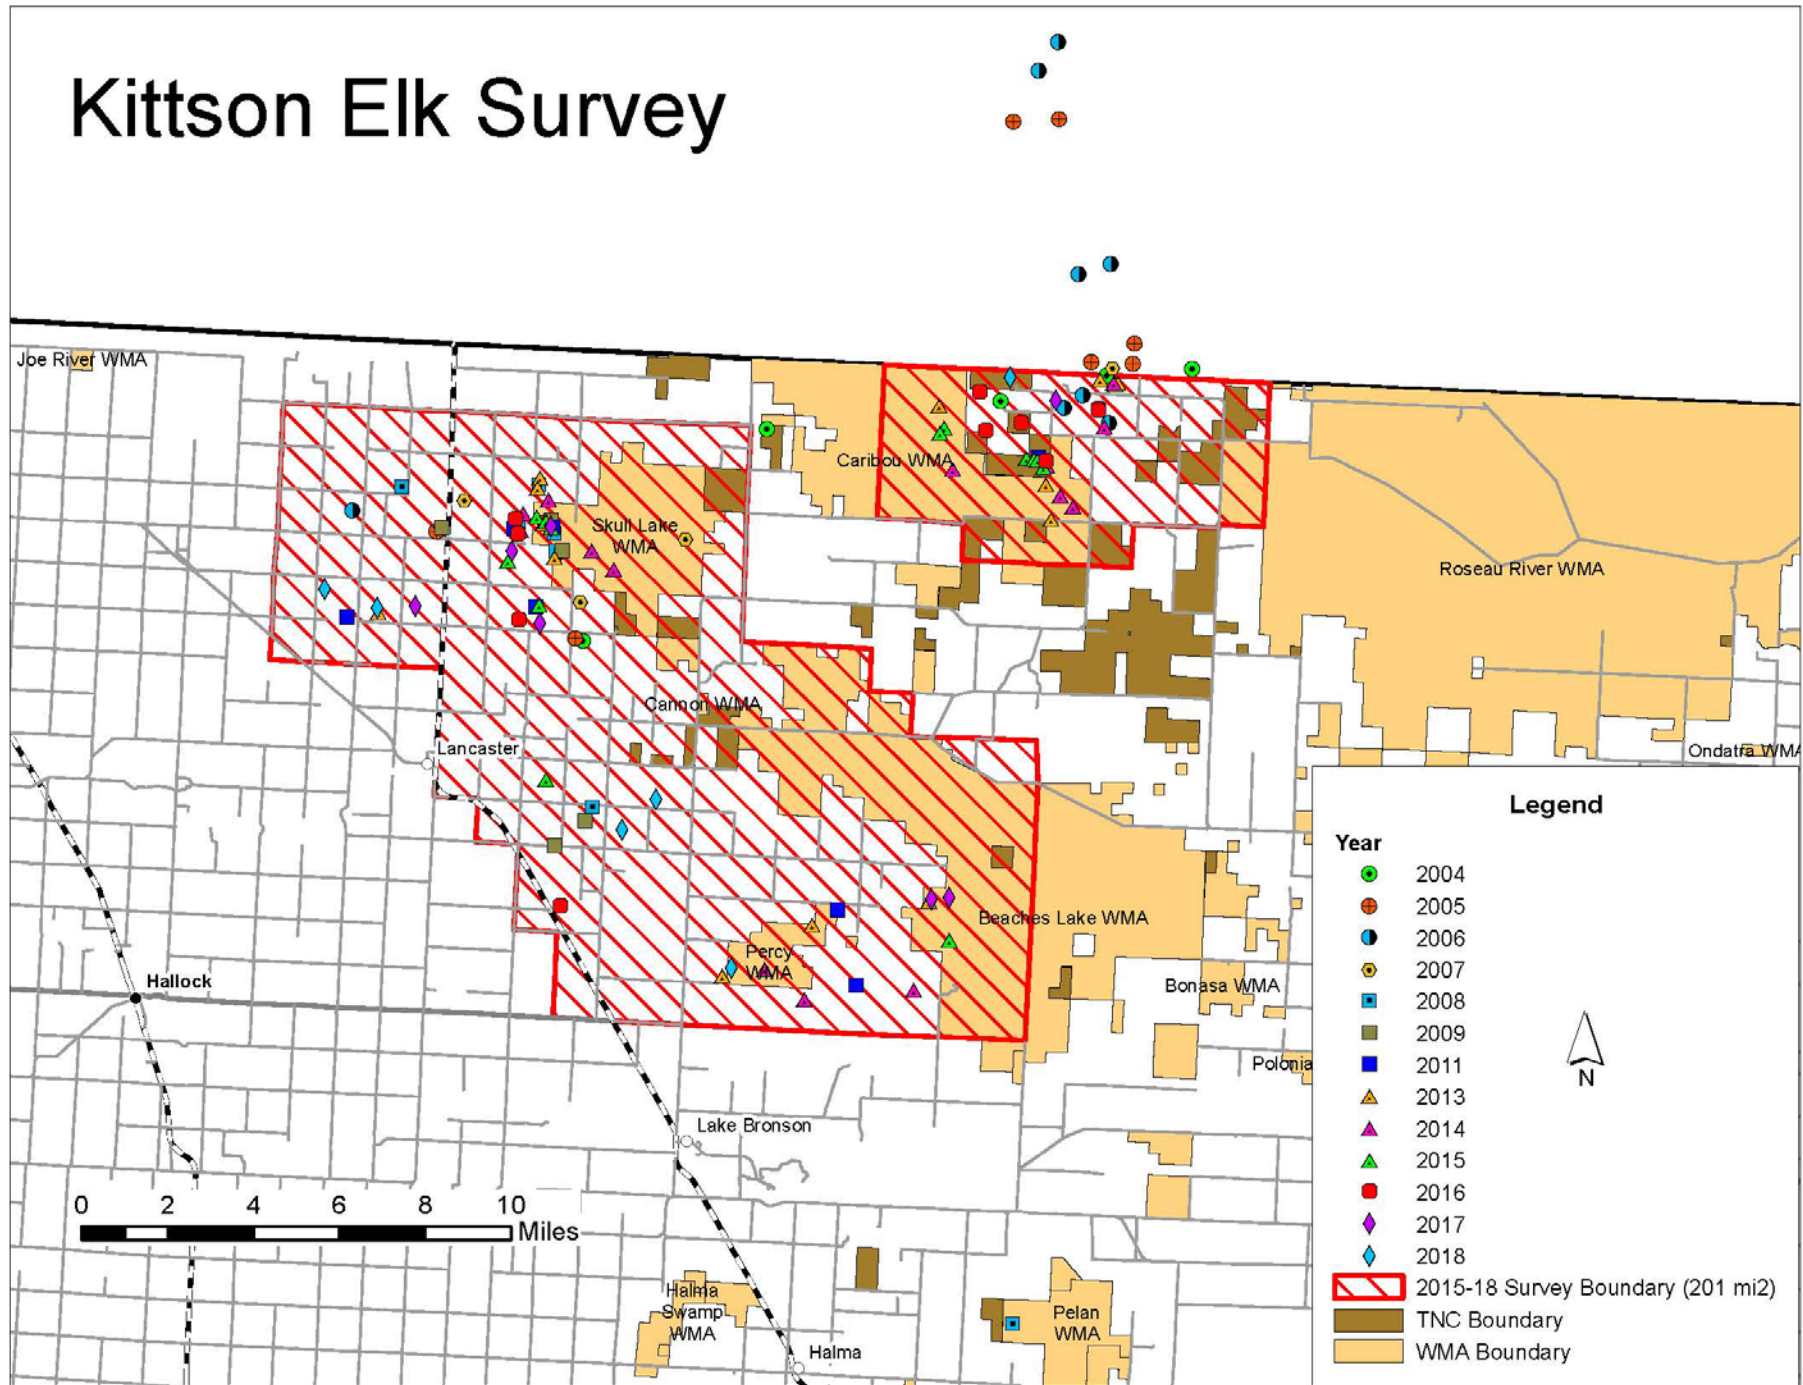 Kittson Elk Survey
Joe River WMA
Caribou WMA
Skull Lake
WMA
Roseau River WMA
Cannon WMA
Lancaster
Ondatra WMA
Beaches Lake WMA
Percy
WMA
Hallock
Bonasa WMA
Polonia
Lake Bronson
0 2 4 6 8 10
Miles
Halma
Swamp
WMA
Pelan
WMA
Halma
Legend
Year
2004
2005
2006
2007
2008
2009
2011
2013
2014
2015
2016
2017
2018
2015-18 Survey Boundary (201 mi2)
TNC Boundary
WMA Boundary
N